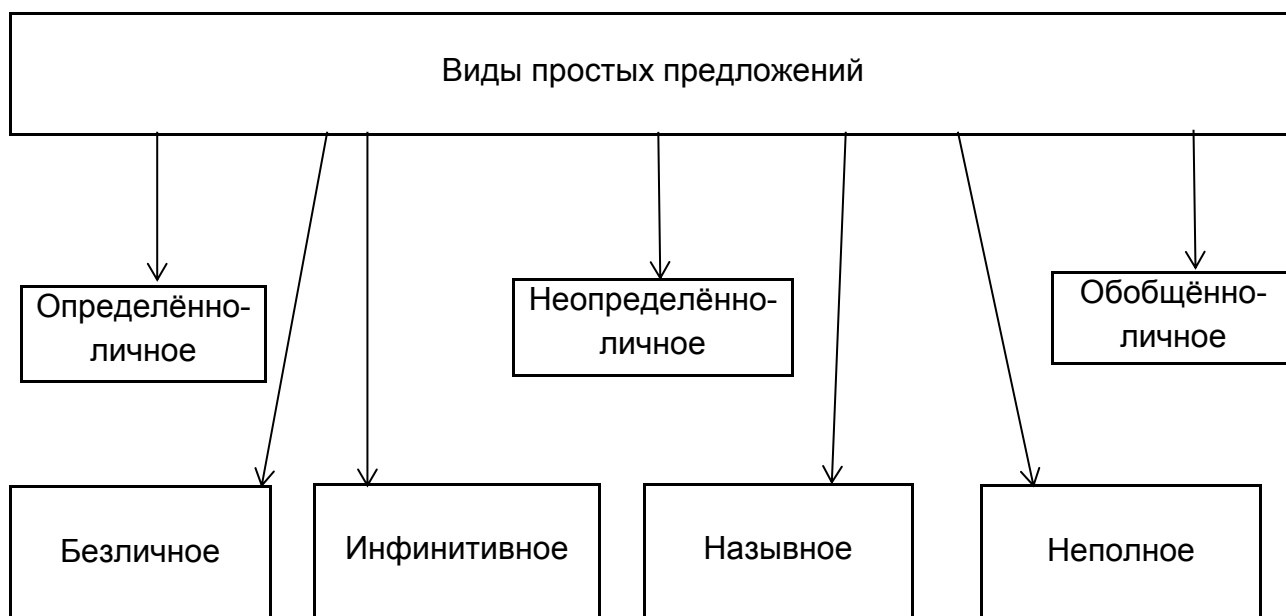 Виды простых предложений
Определённо-
личное
Неопределённо-
личное
Обобщённо-
личное
Безличное
Инфинитивное
Назывное
Неполное